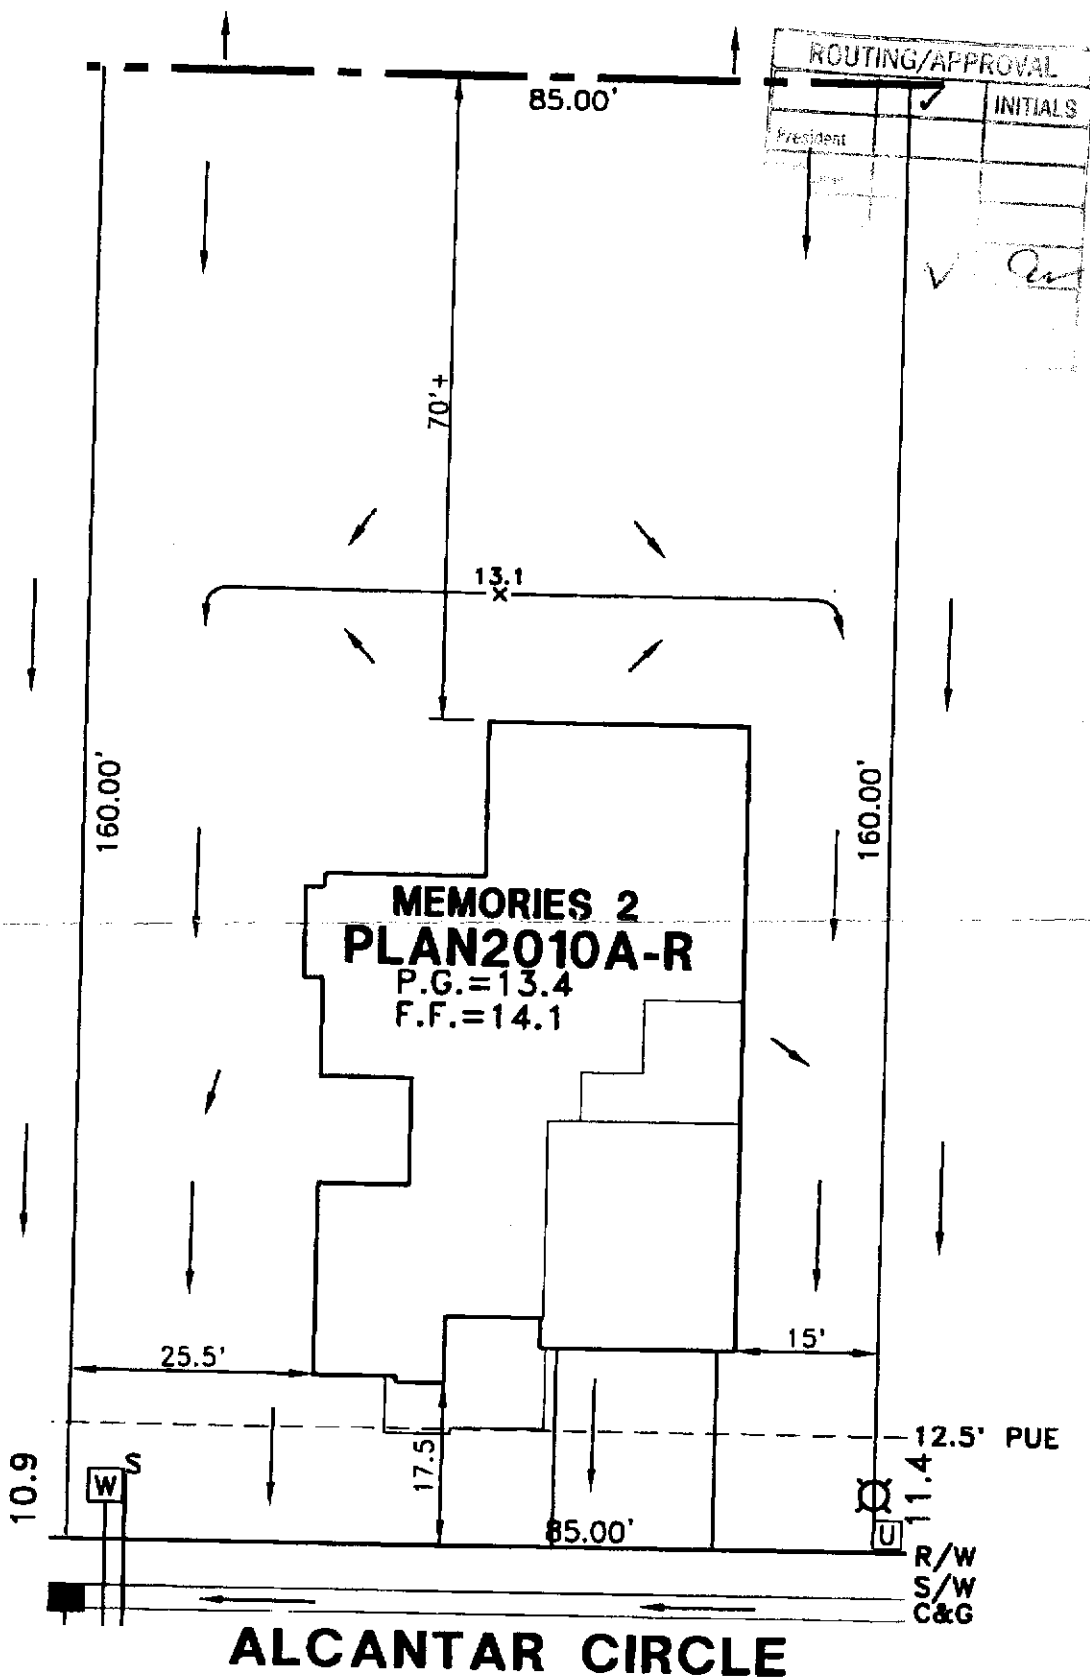 ROUTING/APPROVAL
INITIALS
President
85.00'
70'+
13.1
160.00'
160.00'
MEMORIES 2
PLAN2010A-R
P.G.=13.4
F.F.=14.1
25.5'
15'
12.5' PUE
17.5
10.9
W
S
11.4
U
85.00'
R/W
S/W
C&G
ALCANTAR CIRCLE